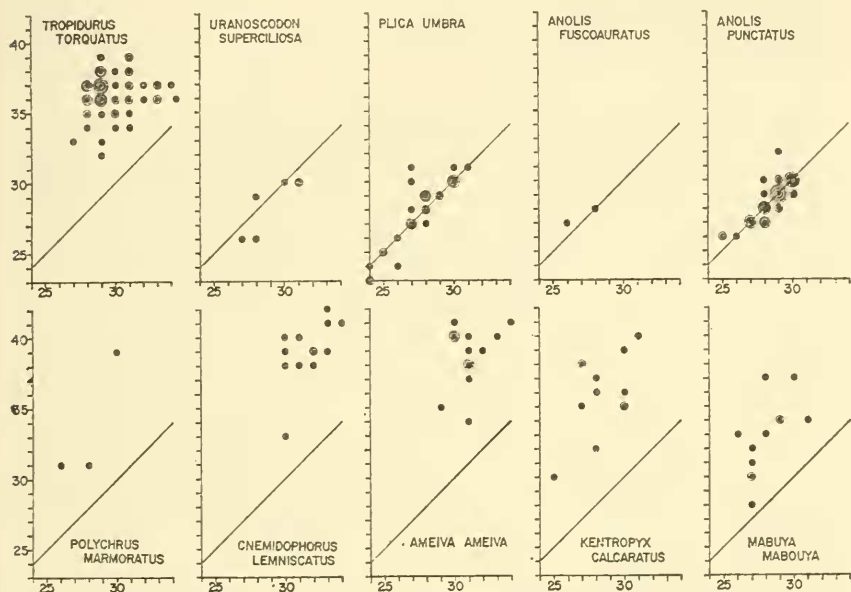 TROPIDURUS
TORQUATUS
URANOSCODON
SUPERCILIOSA
PLICA UMBRA
ANOLIS
FUSCOAURATUS
ANOLIS
PUNCTATUS
40
35
30
25
25 30
25 30
25 30
25 30
25 30
40
30
25
POLYCHRUS
MARMORATUS
CNEMIDOPHORUS
LEMNISCATUS
AMEIVA AMEIVA
KENTROPYX
CALCARATUS
MABUYA
MABOUYA
25 30
25 30
25 30
25 30
25 30